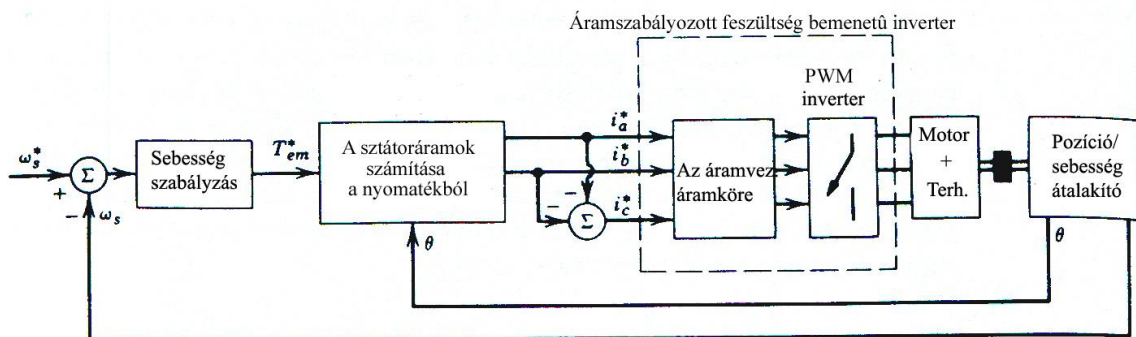 Áramszabályozott feszültség bemenetû inverter
PWM
inverter
ω*s
+
Σ
−
ωs
Sebesség
szabályzás
T*em
A sztátoráramok
számítása
a nyomatékból
θ
i*a
i*b
−
−
Σ
i*c
Az áramvez
áramköre
Motor
+
Terh.
Pozíció/
sebesség
átalakító
θ